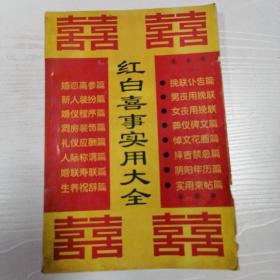 囍 囍
红白喜事实用大全
婚恋高参篇
新人装扮篇
婚仪程序篇
洞房装饰篇
礼仪应酬篇
人际称谓篇
婚联寿联篇
生养祝辞篇
挽联讣告篇
男丧用挽联
女丧用挽联
葬仪碑文篇
悼文花圈篇
择吉禁忌篇
阴阳年历篇
实用柬帖篇
囍 囍